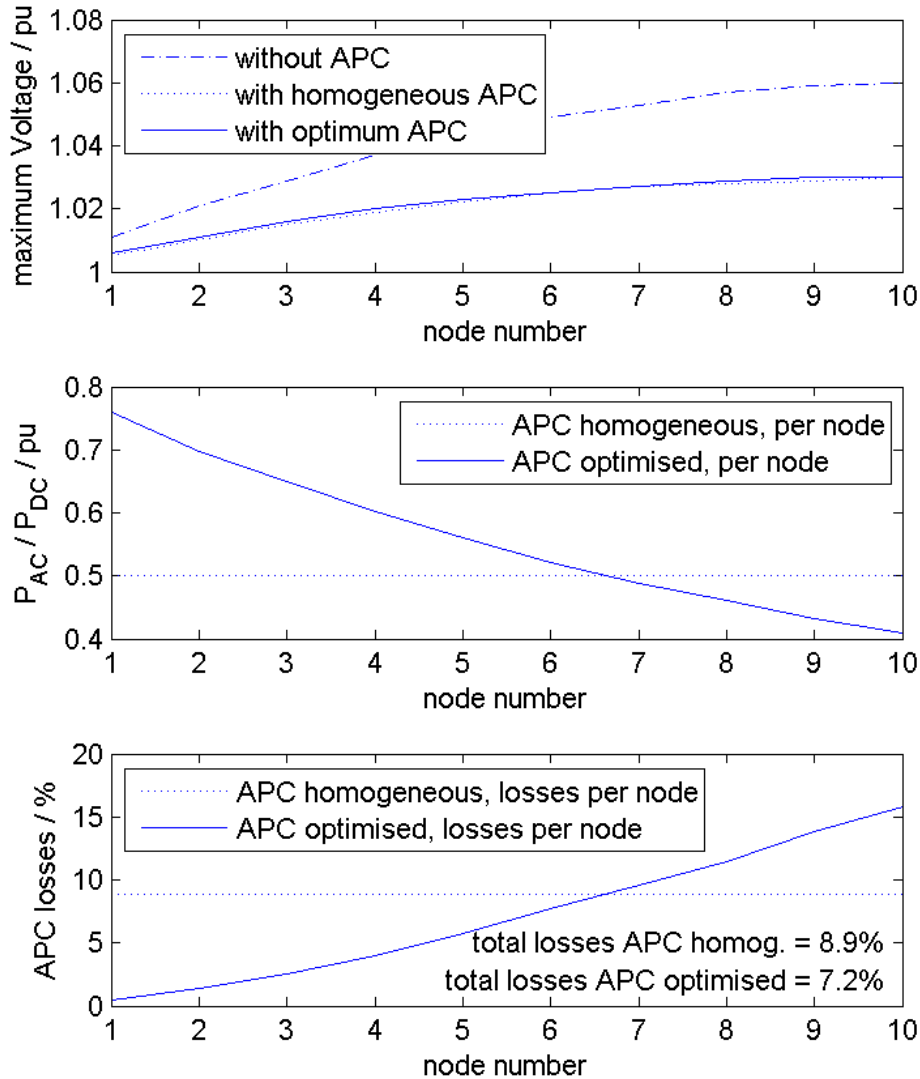 maximum Voltage / pu
1.08
1.06
1.04
1.02
1
without APC
with homogeneous APC
with optimum APC
1 2 3 4 5 6 7 8 9 10
node number
P_AC / P_DC / pu
0.8
0.7
0.6
0.5
0.4
APC homogeneous, per node
APC optimised, per node
1 2 3 4 5 6 7 8 9 10
node number
APC losses / %
20
15
10
5
0
APC homogeneous, losses per node
APC optimised, losses per node
total losses APC homog. = 8.9%
total losses APC optimised = 7.2%
1 2 3 4 5 6 7 8 9 10
node number